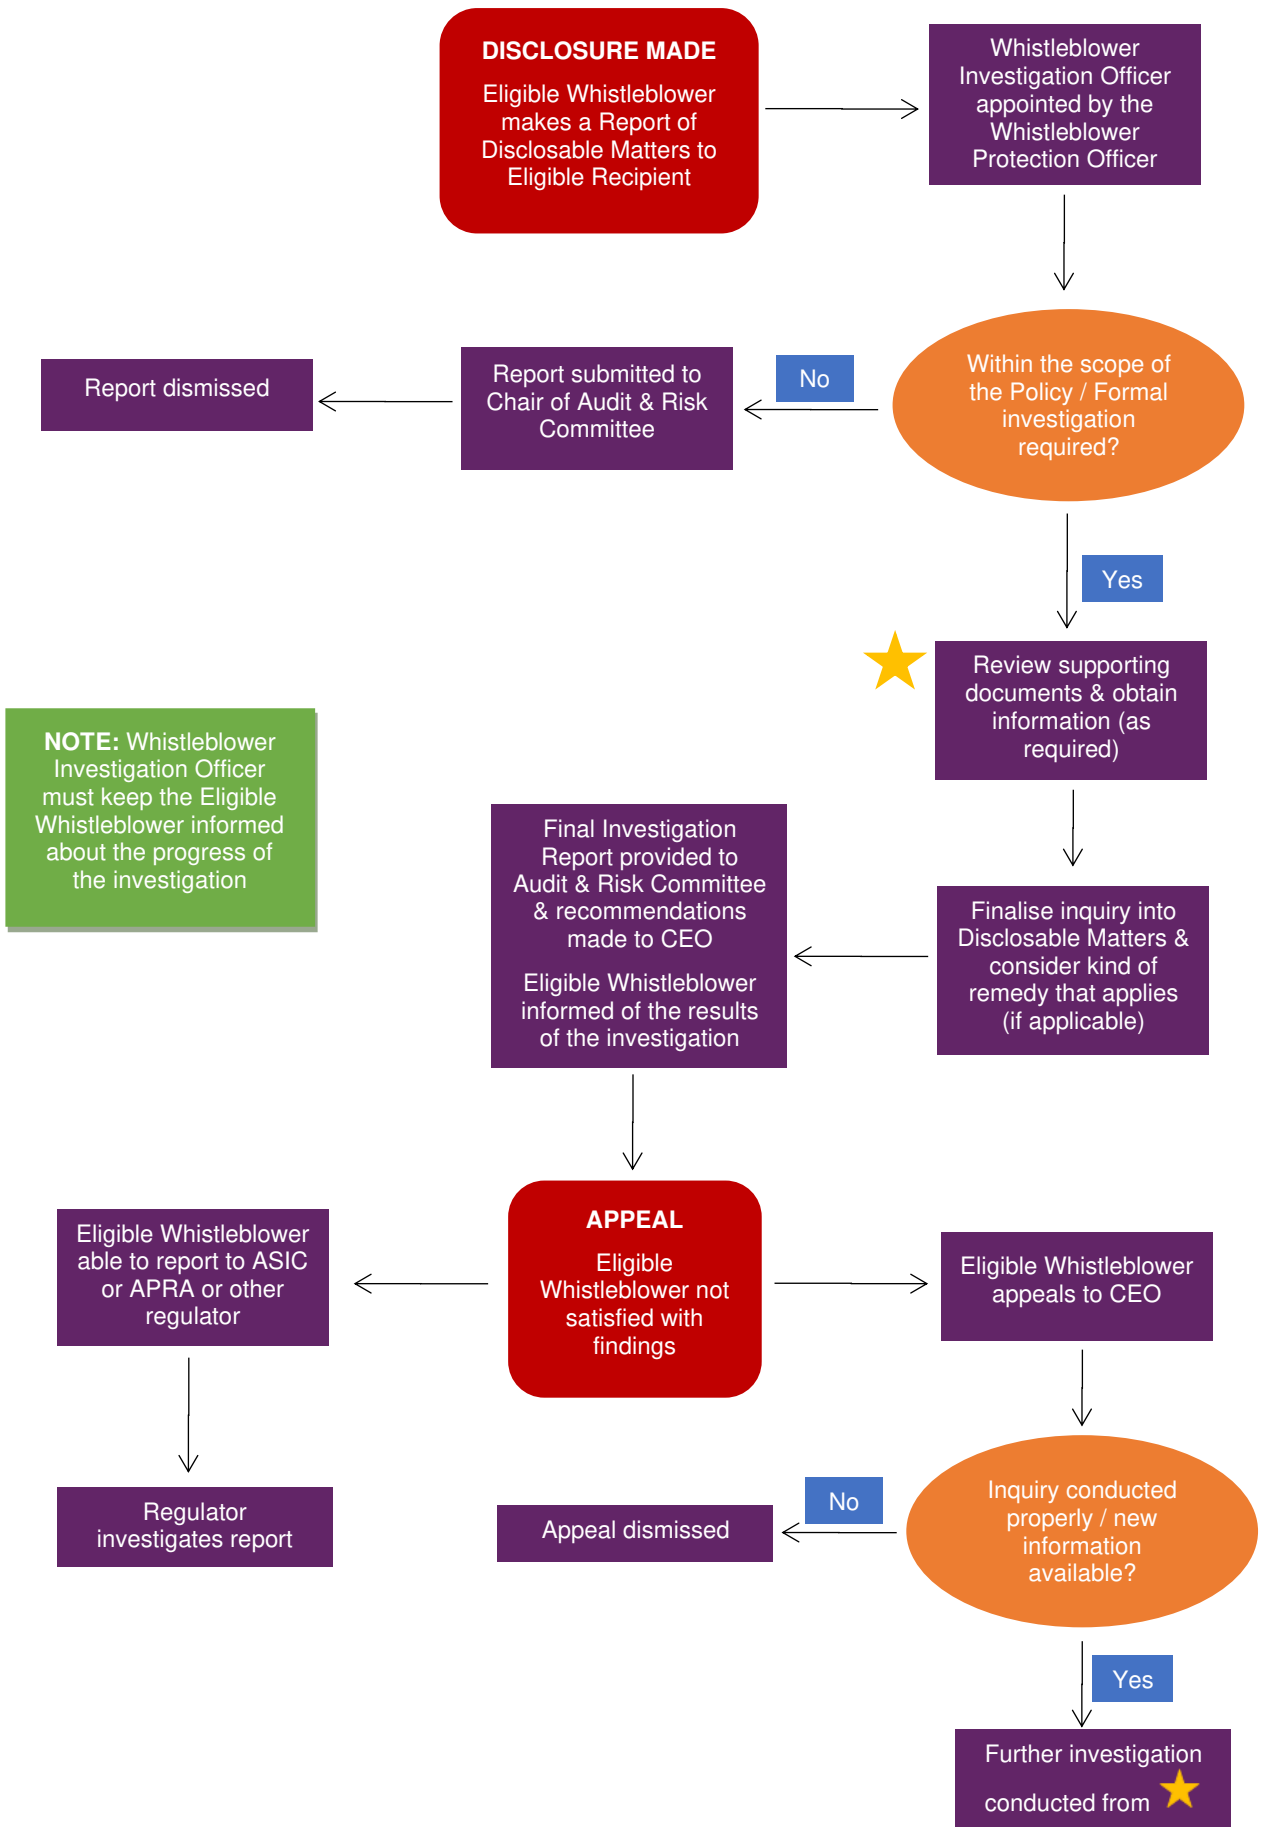 DISCLOSURE MADE
Eligible Whistleblower
makes a Report of
Disclosable Matters to
Eligible Recipient
Whistleblower
Investigation Officer
appointed by the
Whistleblower
Protection Officer
Within the scope of
the Policy / Formal
investigation
required?
No
Report submitted to
Chair of Audit & Risk
Committee
Report dismissed
Yes
Review supporting
documents & obtain
information (as
required)
NOTE: Whistleblower
Investigation Officer
must keep the Eligible
Whistleblower informed
about the progress of
the investigation
Finalise inquiry into
Disclosable Matters &
consider kind of
remedy that applies
(if applicable)
Final Investigation
Report provided to
Audit & Risk Committee
& recommendations
made to CEO
Eligible Whistleblower
informed of the results
of the investigation
APPEAL
Eligible
Whistleblower not
satisfied with
findings
Eligible Whistleblower
able to report to ASIC
or APRA or other
regulator
Regulator
investigates report
Eligible Whistleblower
appeals to CEO
Inquiry conducted
properly / new
information
available?
No
Appeal dismissed
Yes
Further investigation
conducted from